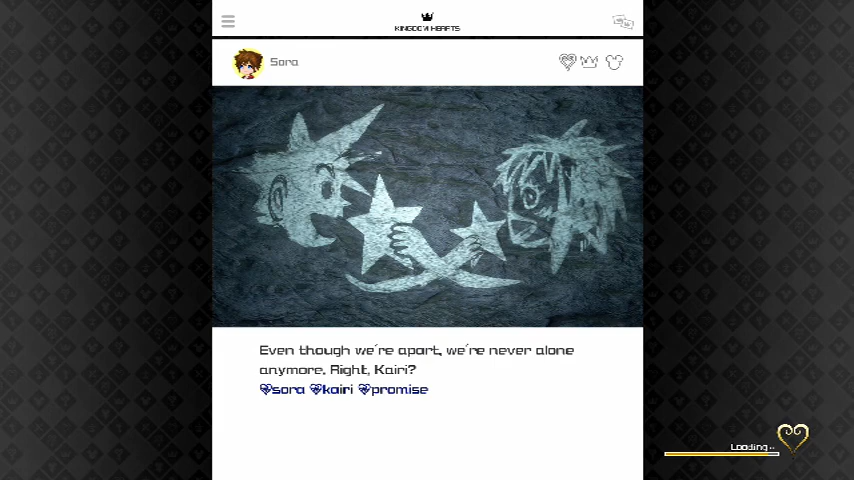 KINGDOM HEARTS
Sora
Even though we're apart, we're never alone
anymore, Right, Kairi?
sora kairi promise
Loading..